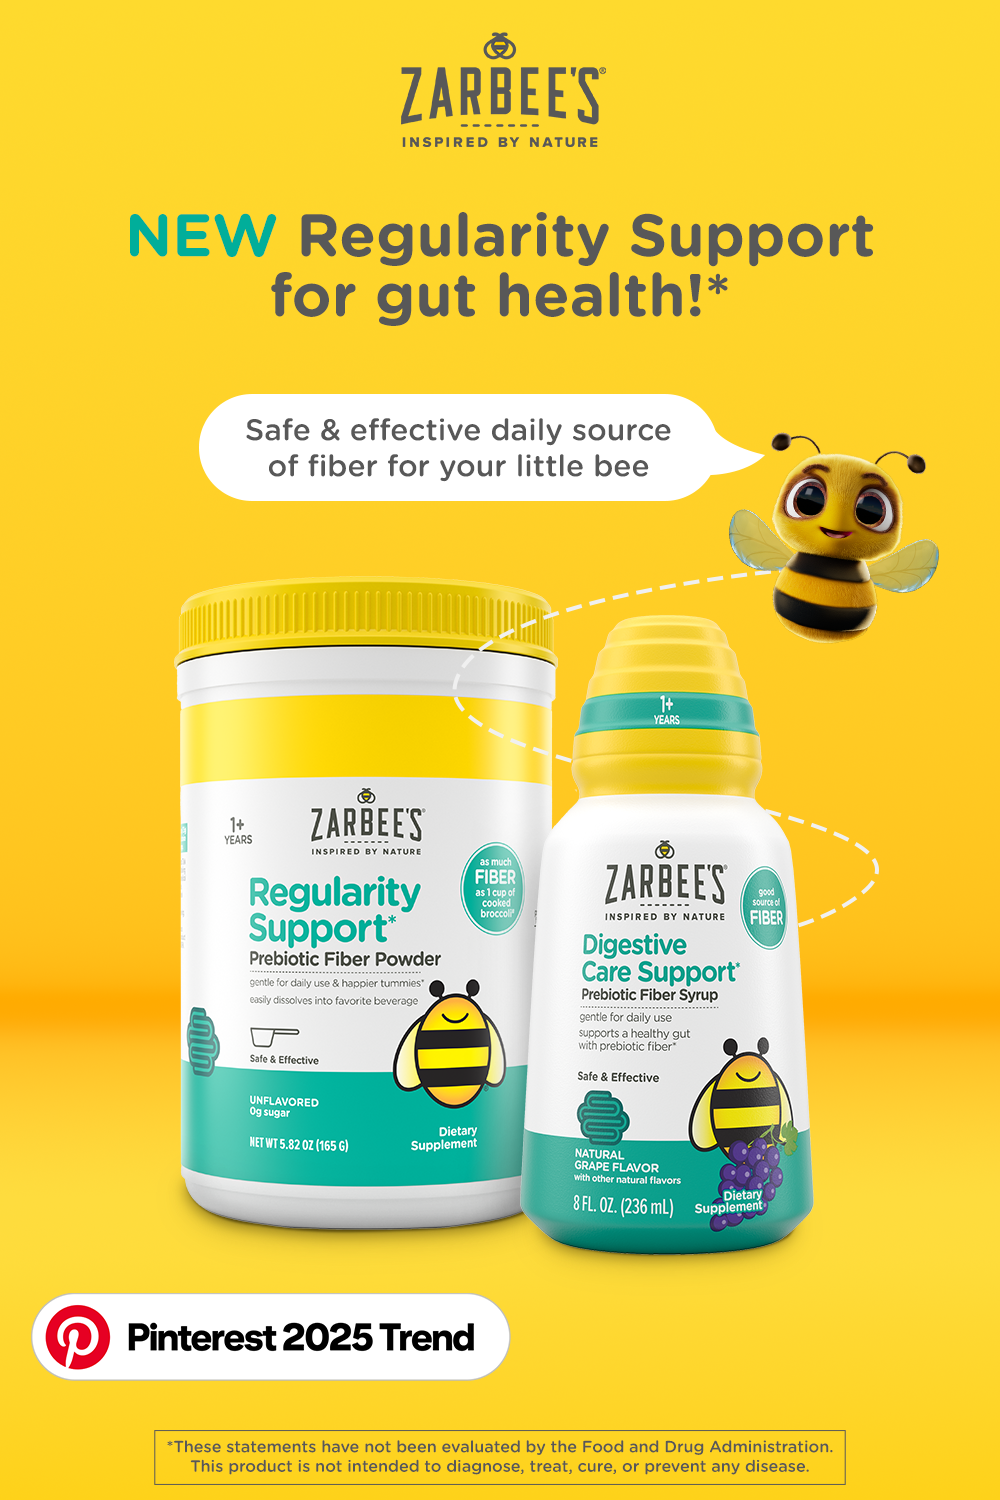 ZARBEE'S®
INSPIRED BY NATURE
NEW Regularity Support
for gut health!*
Safe & effective daily source
of fiber for your little bee
1+
YEARS
ZARBEE'S®
INSPIRED BY NATURE
as much
FIBER
as 1 cup of
cooked
broccoli
Regularity
Support*
Prebiotic Fiber Powder
gentle for daily use & happier tummies*
easily dissolves into favorite beverage
Safe & Effective
UNFLAVORED
0g sugar
NET WT 5.82 OZ (165 G)
Dietary
Supplement
1+
YEARS
ZARBEE'S®
INSPIRED BY NATURE
good
source of
FIBER
Digestive
Care Support*
Prebiotic Fiber Syrup
gentle for daily use
supports a healthy gut
with prebiotic fiber*
Safe & Effective
NATURAL
GRAPE FLAVOR
with other natural flavors
8 FL. OZ. (236 mL)
Dietary
Supplement
Pinterest 2025 Trend
*These statements have not been evaluated by the Food and Drug Administration.
This product is not intended to diagnose, treat, cure, or prevent any disease.